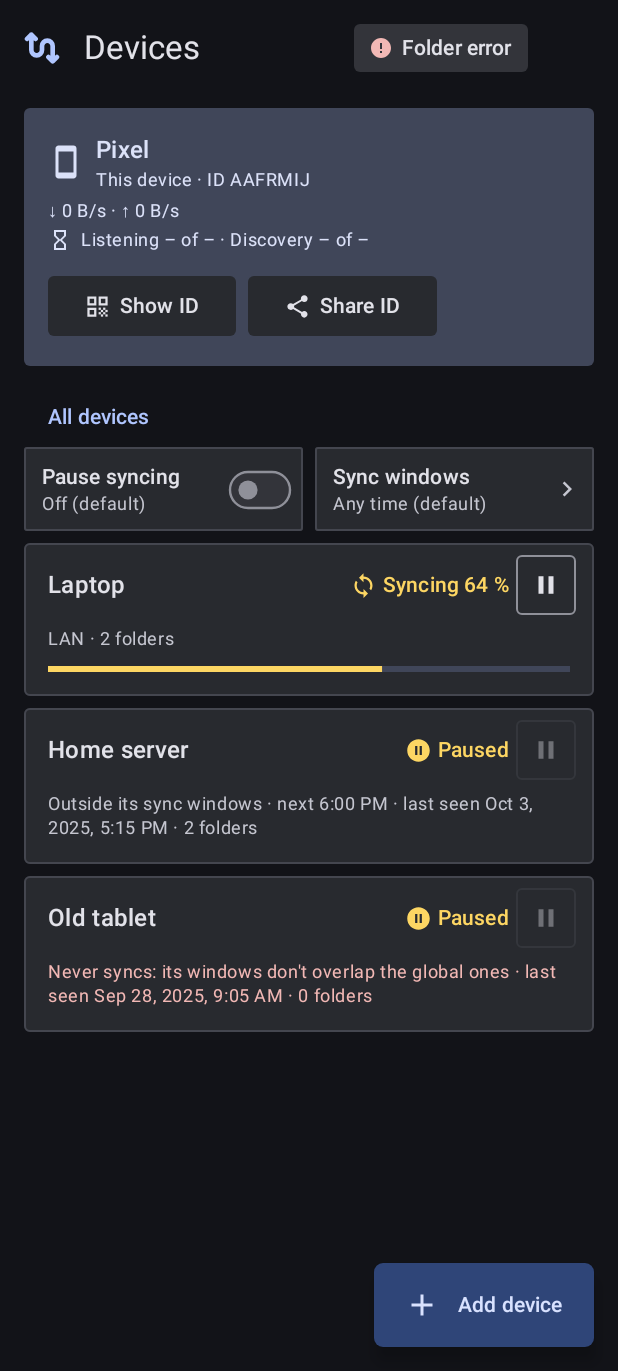 Devices
Folder error
Pixel
This device · ID AAFRMIJ
↓ 0 B/s · ↑ 0 B/s
Listening – of – · Discovery – of –
Show ID
Share ID
All devices
Pause syncing
Off (default)
Sync windows
Any time (default)
Laptop
Syncing 64 %
LAN · 2 folders
Home server
Paused
Outside its sync windows · next 6:00 PM · last seen Oct 3,
2025, 5:15 PM · 2 folders
Old tablet
Paused
Never syncs: its windows don't overlap the global ones · last
seen Sep 28, 2025, 9:05 AM · 0 folders
Add device